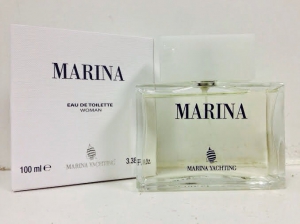 MARINA
EAU DE TOILETTE
WOMAN
100 ml e
MARINA YACHTING
MARINA
MARINA YACHTING